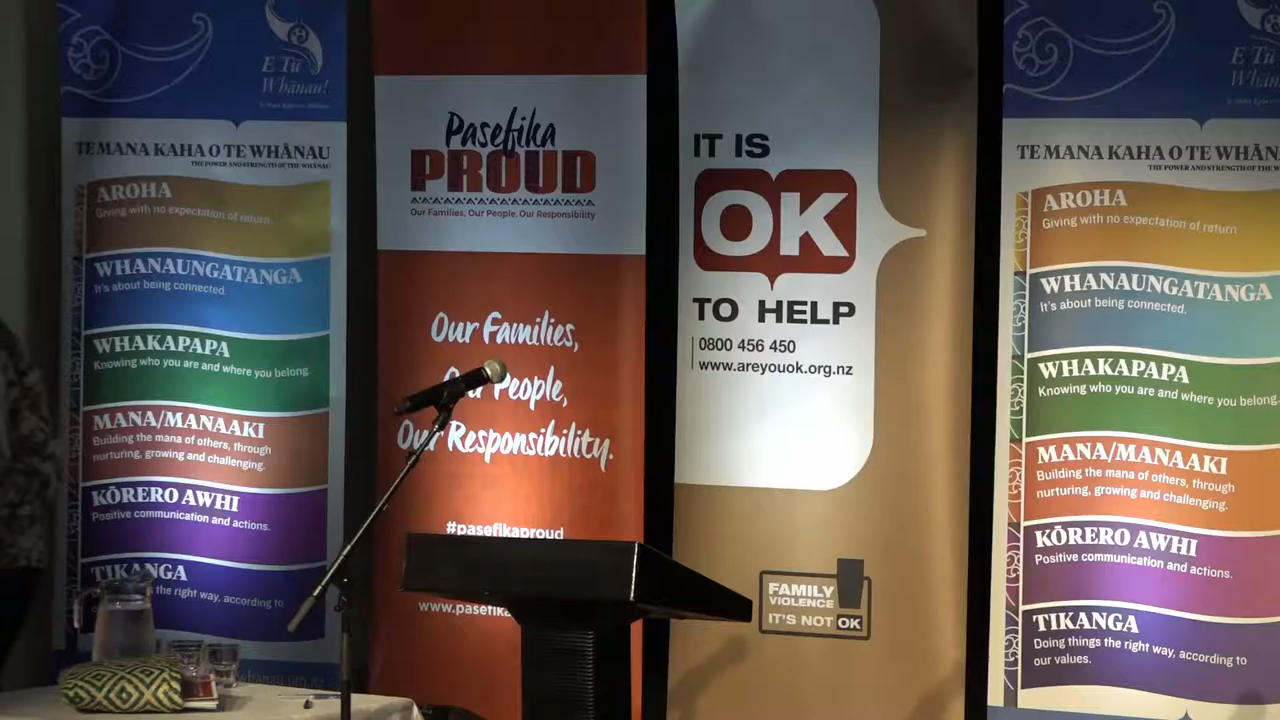 E Tū
Whānau!
TE MANA KAHA O TE WHĀNAU
THE POWER AND STRENGTH OF THE WHĀNAU
AROHA
Giving with no expectation of return.
WHANAUNGATANGA
It's about being connected.
WHAKAPAPA
Knowing who you are and where you belong.
MANA/MANAAKI
Building the mana of others, through
nurturing, growing and challenging.
KŌRERO AWHI
Positive communication and actions.
TIKANGA
the right way, according to
Pasefika
PROUD
Our Families, Our People, Our Responsibility
Our Families,
Our People,
Our Responsibility.
#pasefikaproud
www.pasefika
IT IS
OK
TO HELP
0800 456 450
www.areyouok.org.nz
FAMILY
VIOLENCE
IT'S NOT OK
E Tū
Whānau!
TE MANA KAHA O TE WHĀN
THE POWER AND STRENGTH OF THE W
AROHA
Giving with no expectation of return
WHANAUNGATANGA
It's about being connected.
WHAKAPAPA
Knowing who you are and where you belong.
MANA/MANAAKI
Building the mana of others, through
nurturing, growing and challenging.
KŌRERO AWHI
Positive communication and actions.
TIKANGA
Doing things the right way, according to
our values.